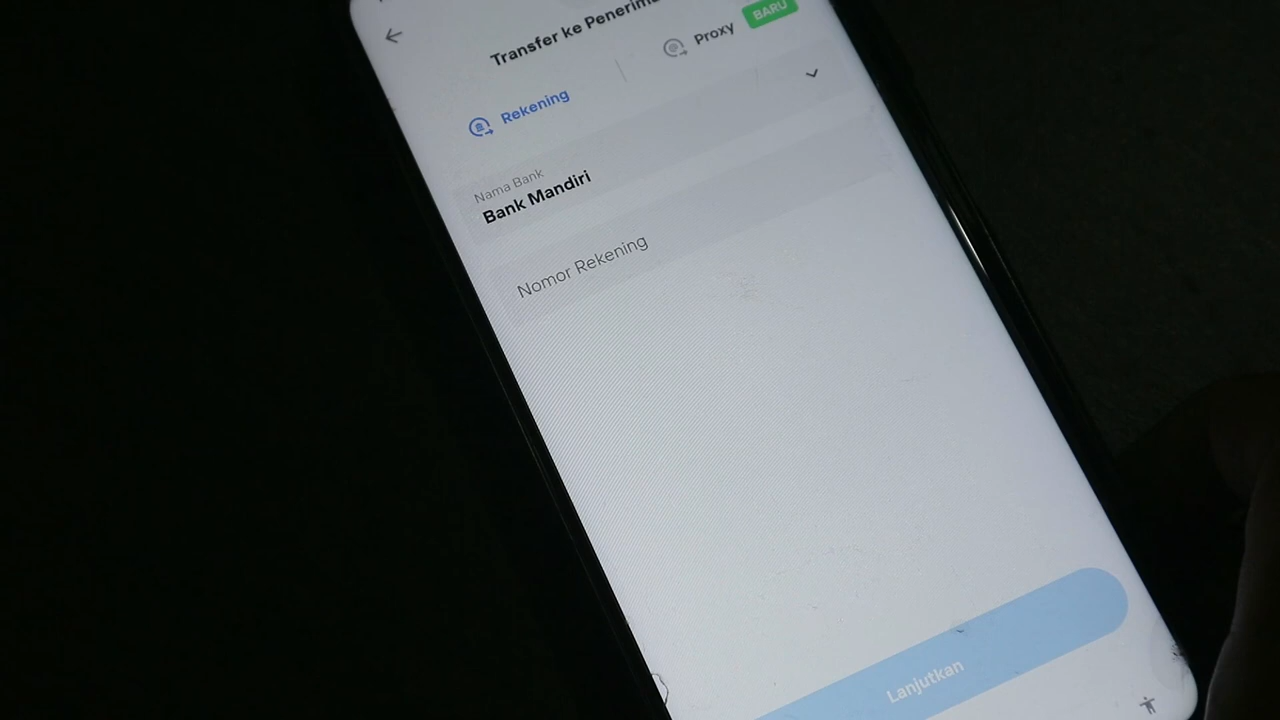 Transfer ke Penerima
Rekening
Proxy
BARU
Nama Bank
Bank Mandiri
Nomor Rekening
Lanjutkan